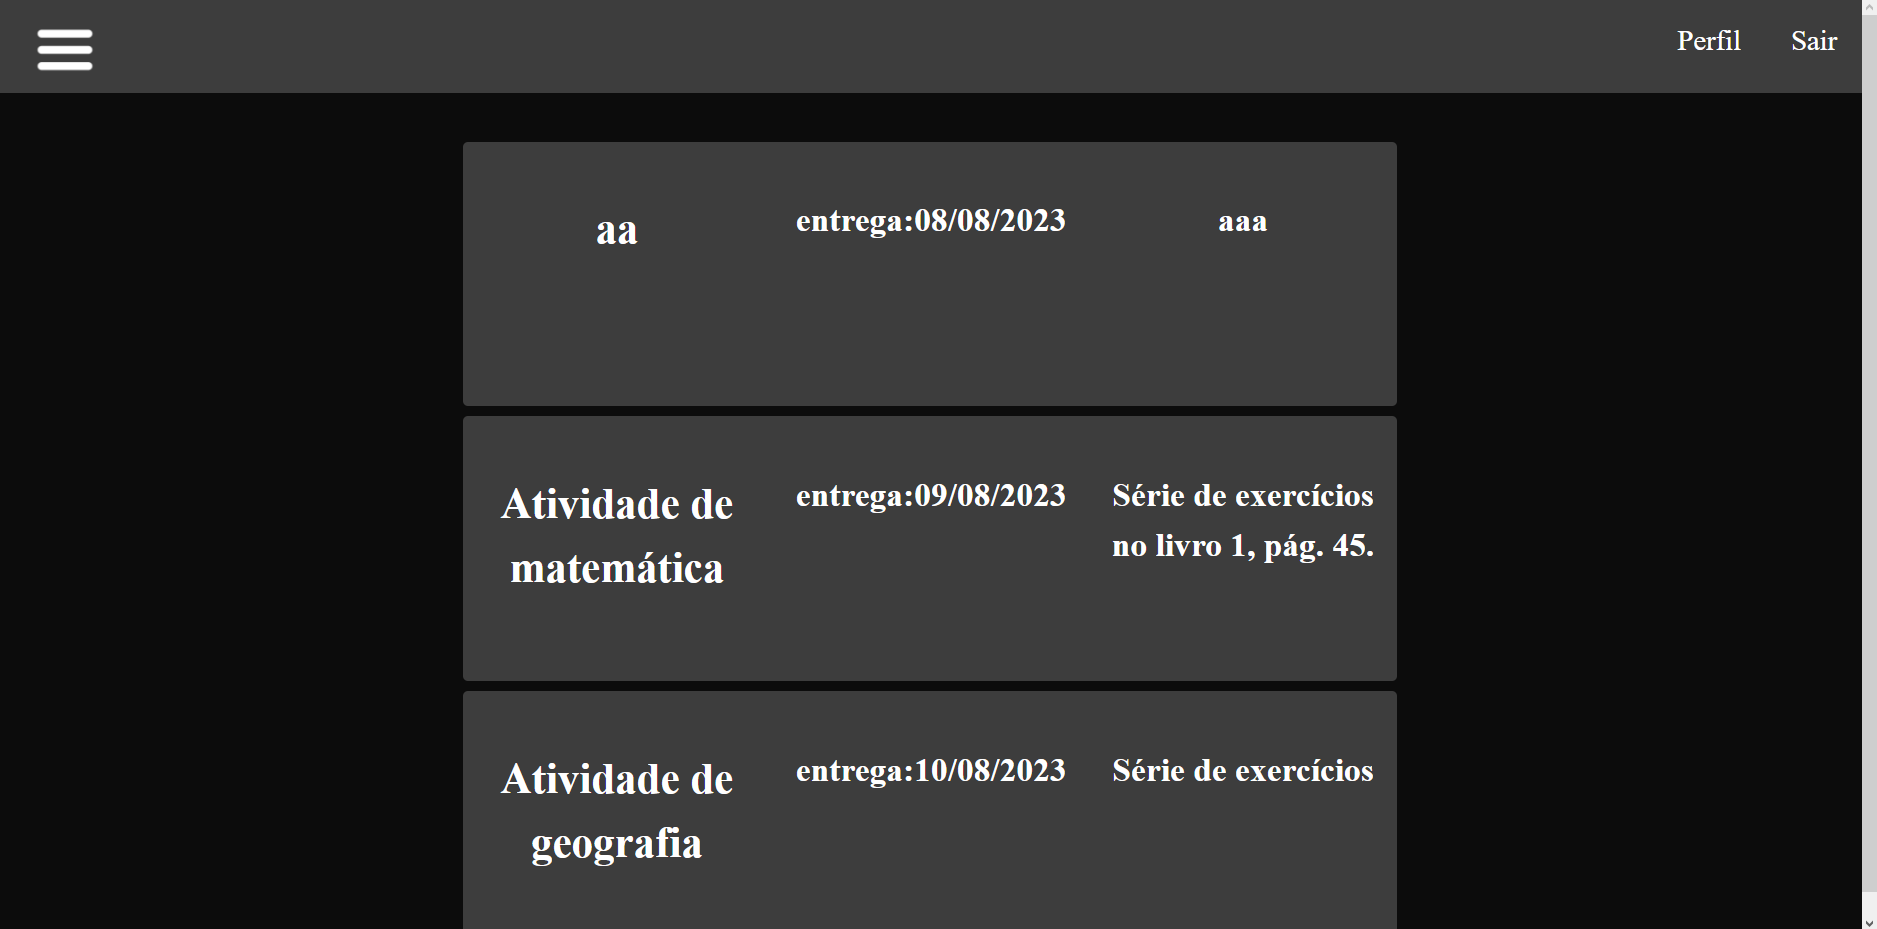 Perfil Sair
aa
entrega:08/08/2023
aaa
Atividade de
matemática
entrega:09/08/2023
Série de exercícios
no livro 1, pág. 45.
Atividade de
geografia
entrega:10/08/2023
Série de exercícios